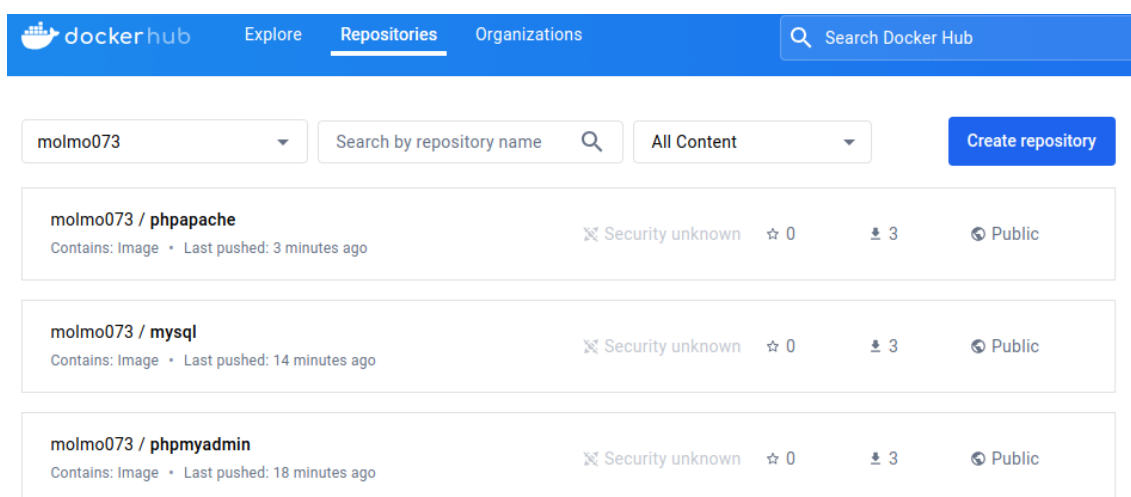 dockerhub Explore Repositories Organizations Search Docker Hub
molmo073 Search by repository name All Content Create repository
molmo073 / phpapache
Contains: Image • Last pushed: 3 minutes ago
Security unknown 0 3 Public
molmo073 / mysql
Contains: Image • Last pushed: 14 minutes ago
Security unknown 0 3 Public
molmo073 / phpmyadmin
Contains: Image • Last pushed: 18 minutes ago
Security unknown 0 3 Public